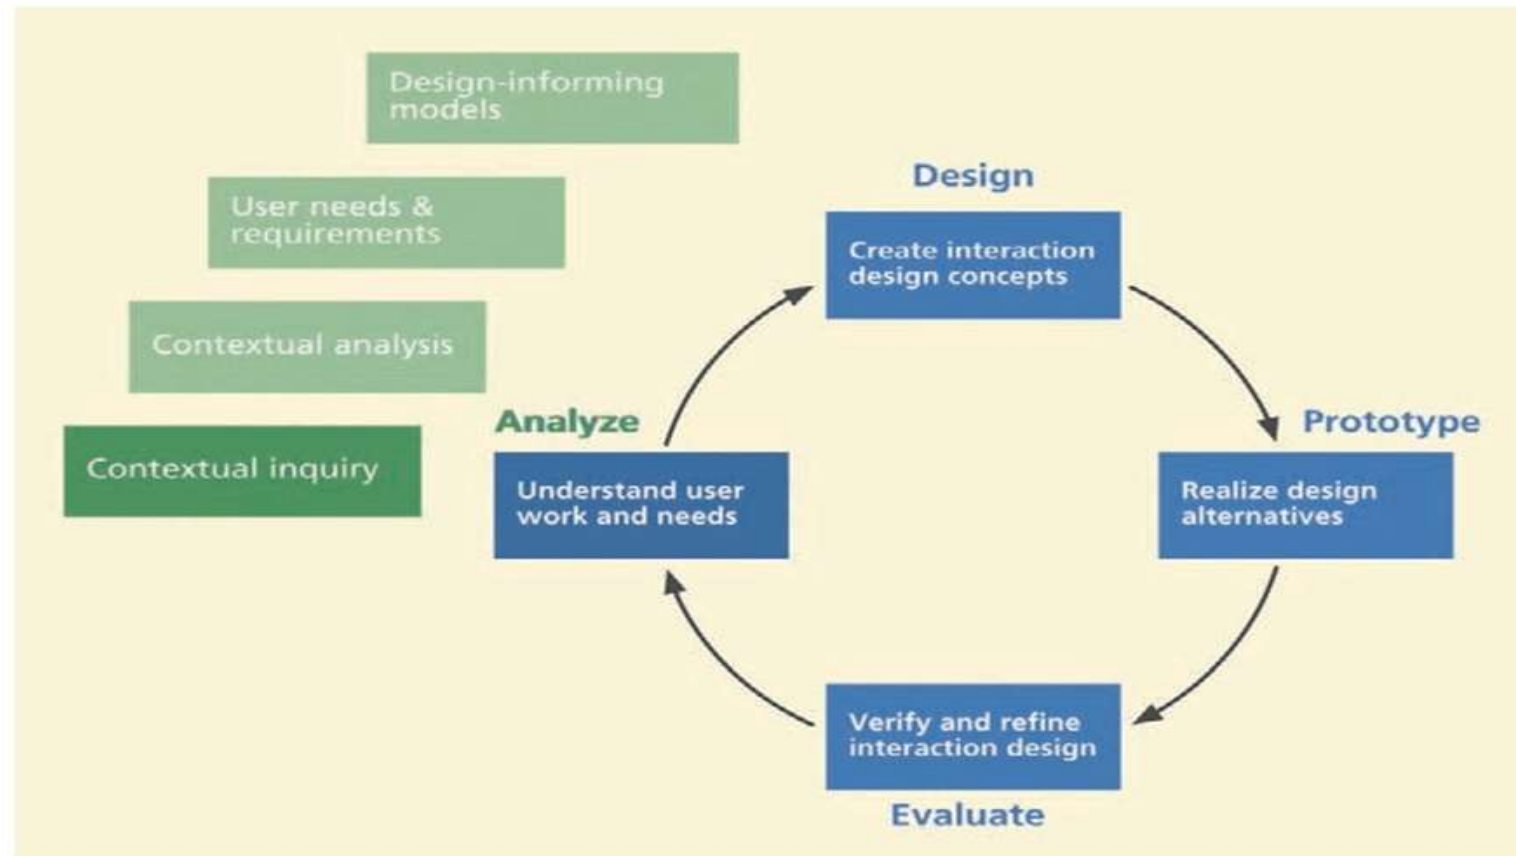 Design-informing
models
User needs &
requirements
Contextual analysis
Contextual inquiry
Analyze
Understand user
work and needs
Design
Create interaction
design concepts
Prototype
Realize design
alternatives
Verify and refine
interaction design
Evaluate